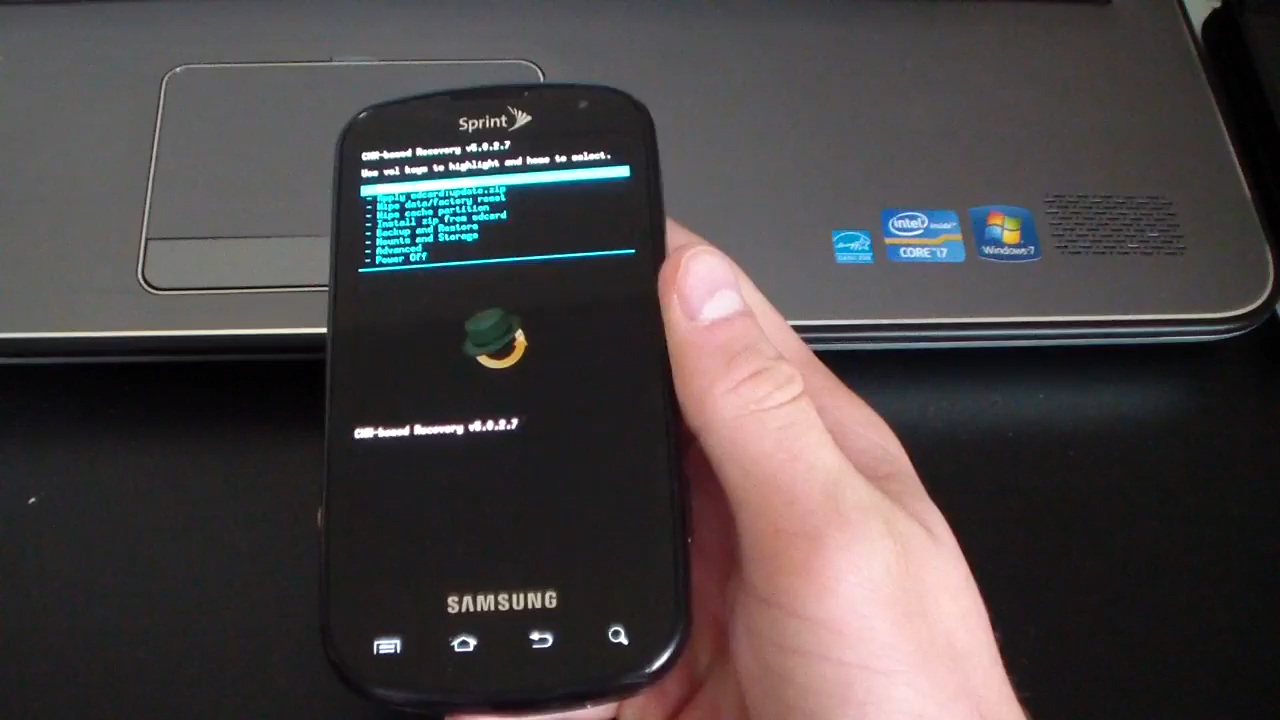 Sprint
CWM-based Recovery v5.0.2.7
Use vol keys to highlight and home to select.
- Apply sdcard:update.zip
- Wipe data/factory reset
- Wipe cache partition
- Install zip from sdcard
- Backup and Restore
- Mounts and Storage
- Advanced
- Power Off
CWM-based Recovery v5.0.2.7
SAMSUNG
intel inside
CORE i7
Windows 7